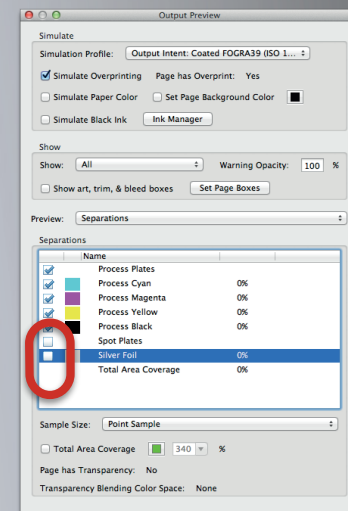 Output Preview
Simulate
Simulation Profile: Output Intent: Coated FOGRA39 (ISO 1...
Simulate Overprinting Page has Overprint: Yes
Simulate Paper Color Set Page Background Color
Simulate Black Ink Ink Manager
Show
Show: All Warning Opacity: 100 %
Show art, trim, & bleed boxes Set Page Boxes
Preview: Separations
Separations
Name
Process Plates
Process Cyan 0%
Process Magenta 0%
Process Yellow 0%
Process Black 0%
Spot Plates
Silver Foil 0%
Total Area Coverage 0%
Sample Size: Point Sample
Total Area Coverage 340 %
Page has Transparency: No
Transparency Blending Color Space: None